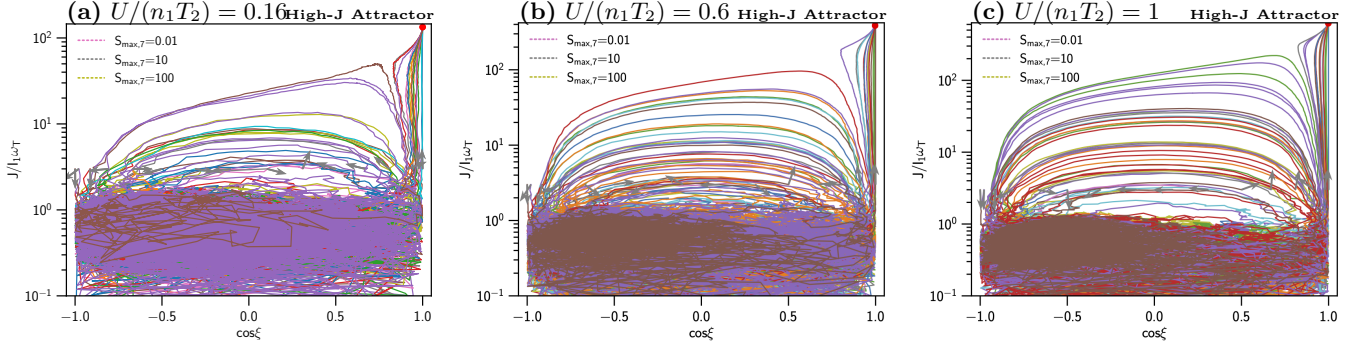 (a) U/(n₁T₂) = 0.16 High-J Attractor
S_max,7=0.01
S_max,7=10
S_max,7=100
10²
10¹
10⁰
10⁻¹
J/I₁ω_T
−1.0 −0.5 0.0 0.5 1.0
cosξ
(b) U/(n₁T₂) = 0.6 High-J Attractor
S_max,7=0.01
S_max,7=10
S_max,7=100
10²
10¹
10⁰
10⁻¹
J/I₁ω_T
−1.0 −0.5 0.0 0.5 1.0
cosξ
(c) U/(n₁T₂) = 1 High-J Attractor
S_max,7=0.01
S_max,7=10
S_max,7=100
10²
10¹
10⁰
10⁻¹
J/I₁ω_T
−1.0 −0.5 0.0 0.5 1.0
cosξ